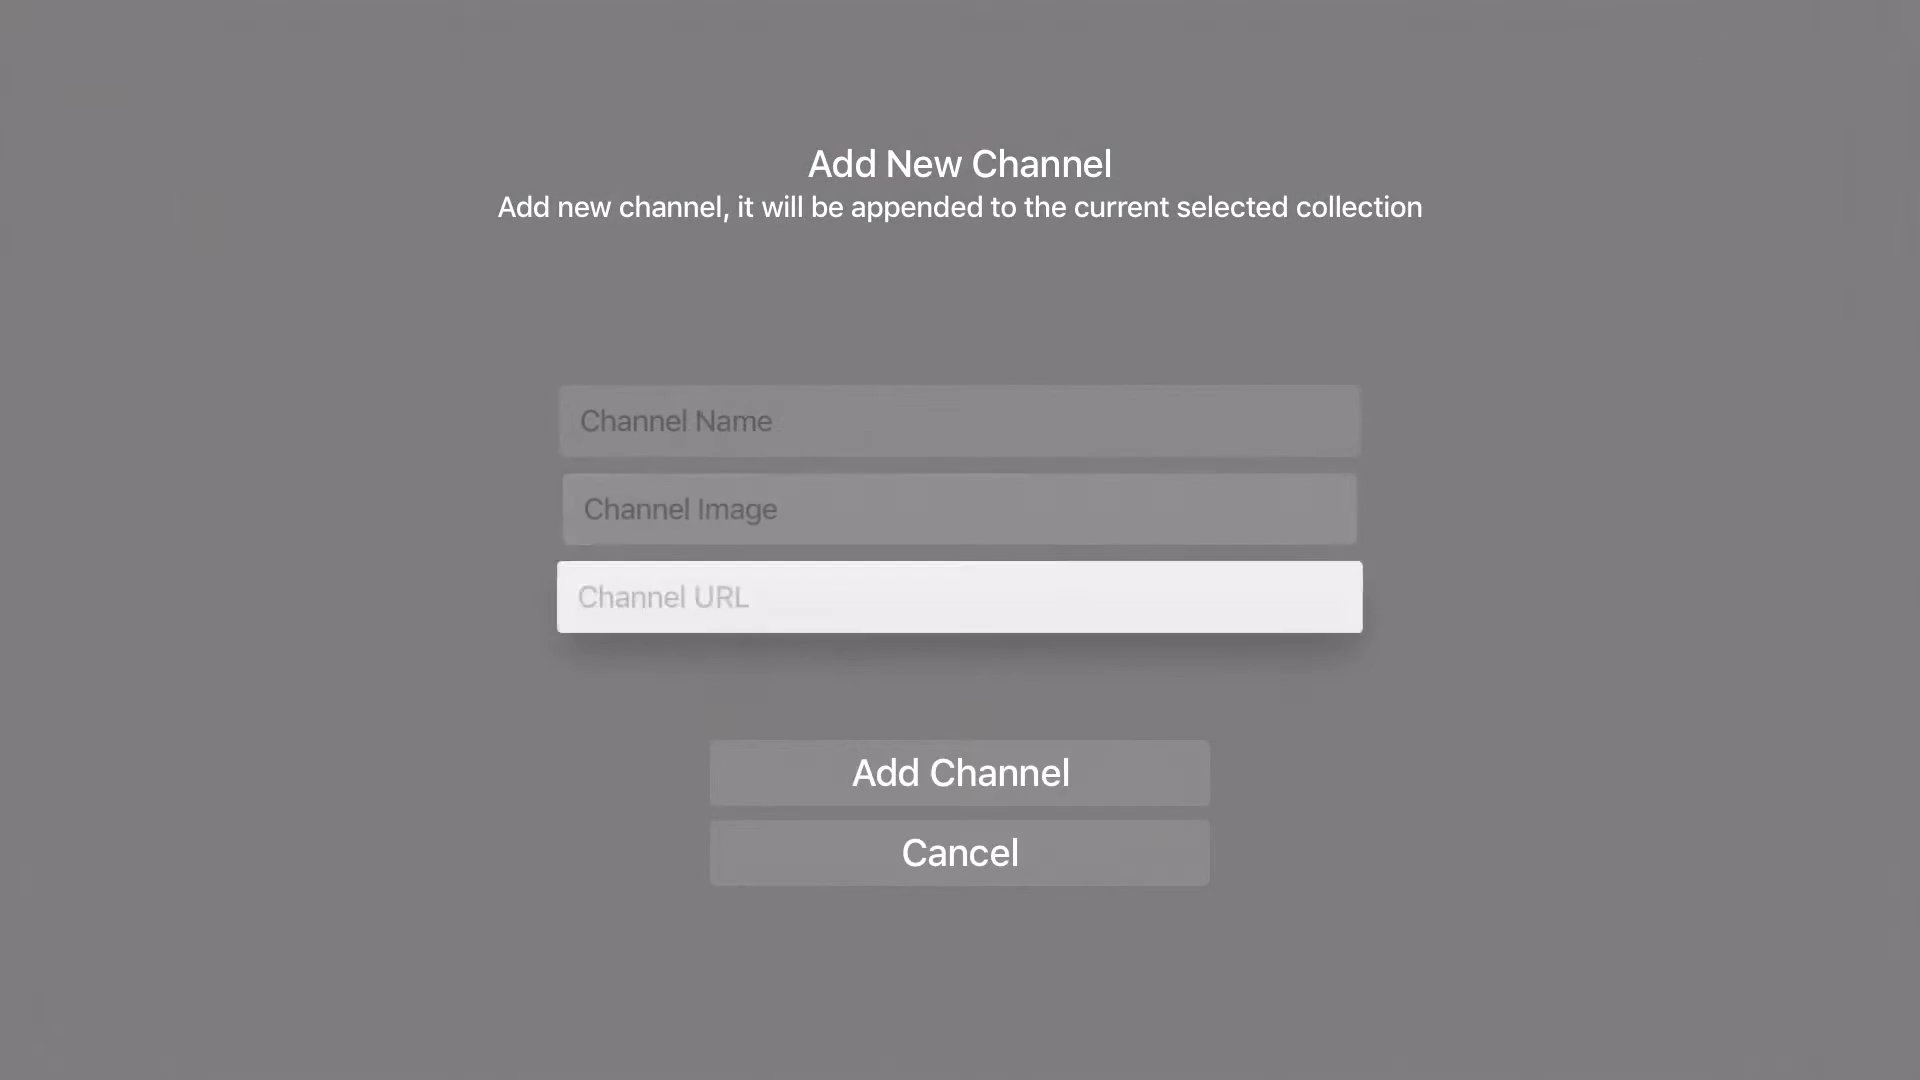 Add New Channel
Add new channel, it will be appended to the current selected collection
Channel Name
Channel Image
Channel URL
Add Channel
Cancel